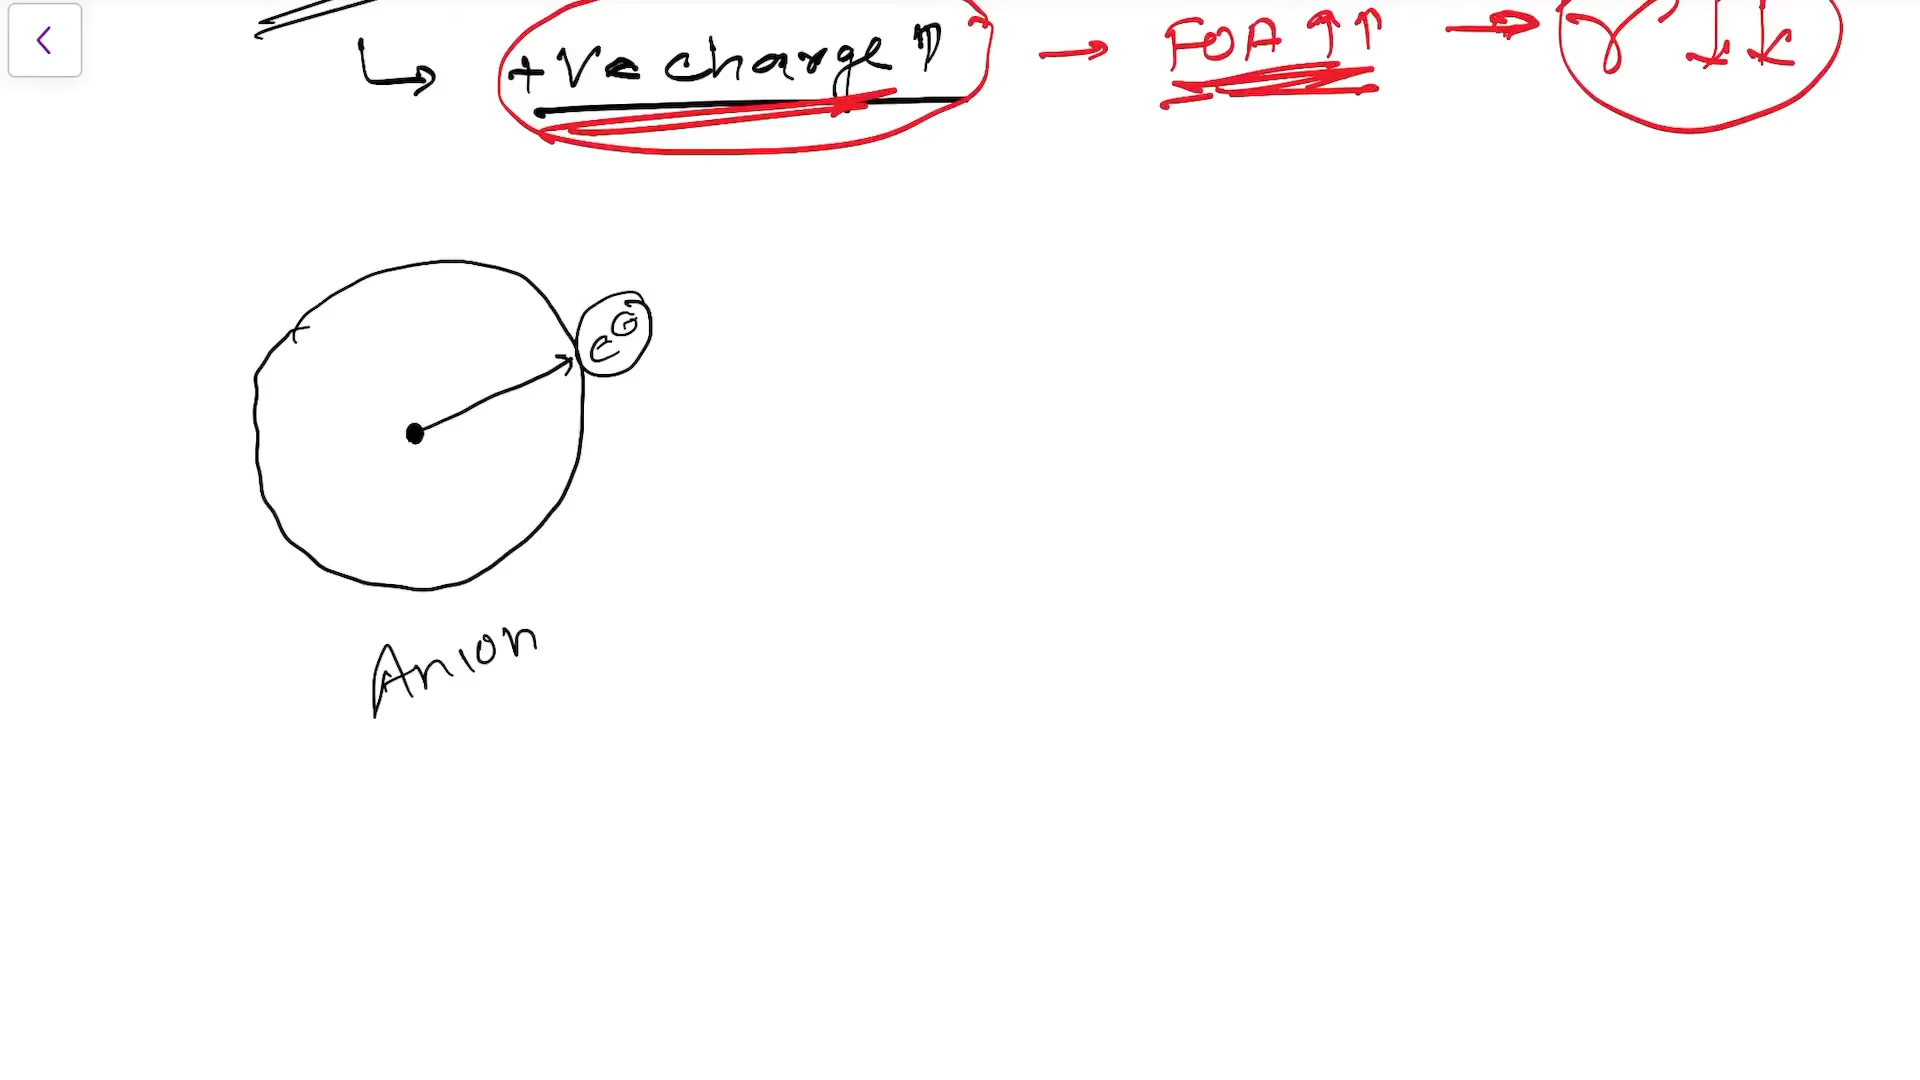 +ve charge ↑ → FOA ↑↑ → r ↓↓
e⊖
Anion